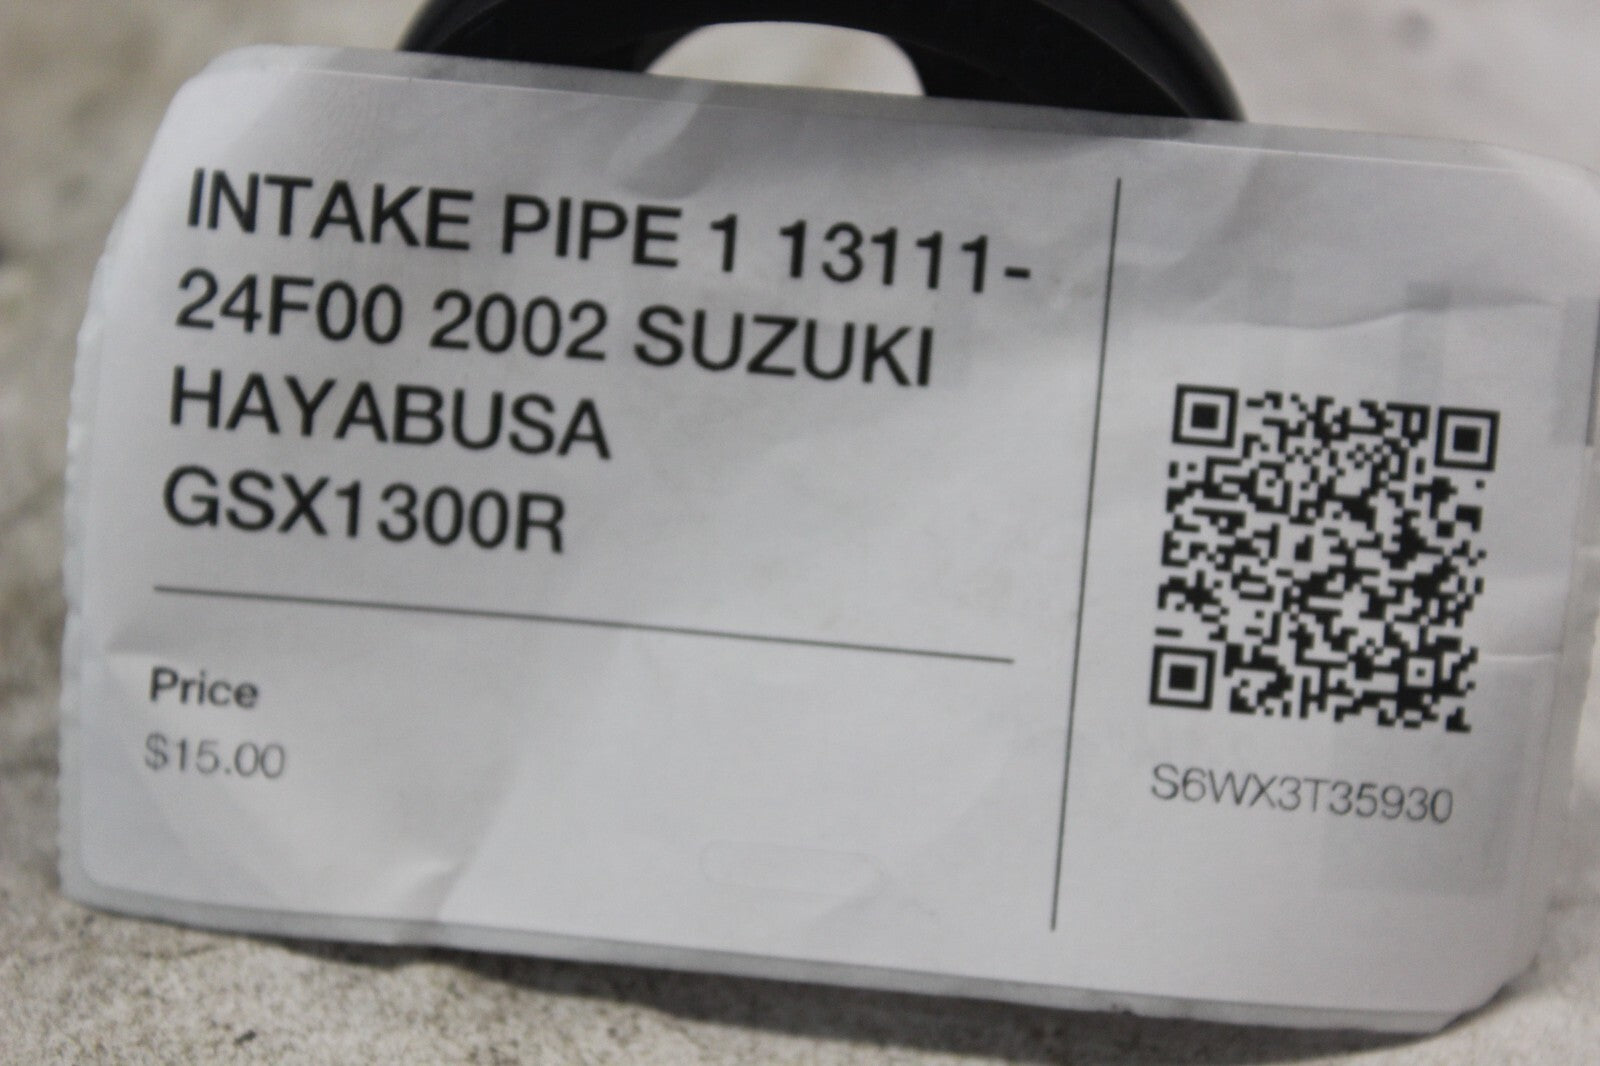 INTAKE PIPE 1 13111-
24F00 2002 SUZUKI
HAYABUSA
GSX1300R
Price
$15.00
S6WX3T35930